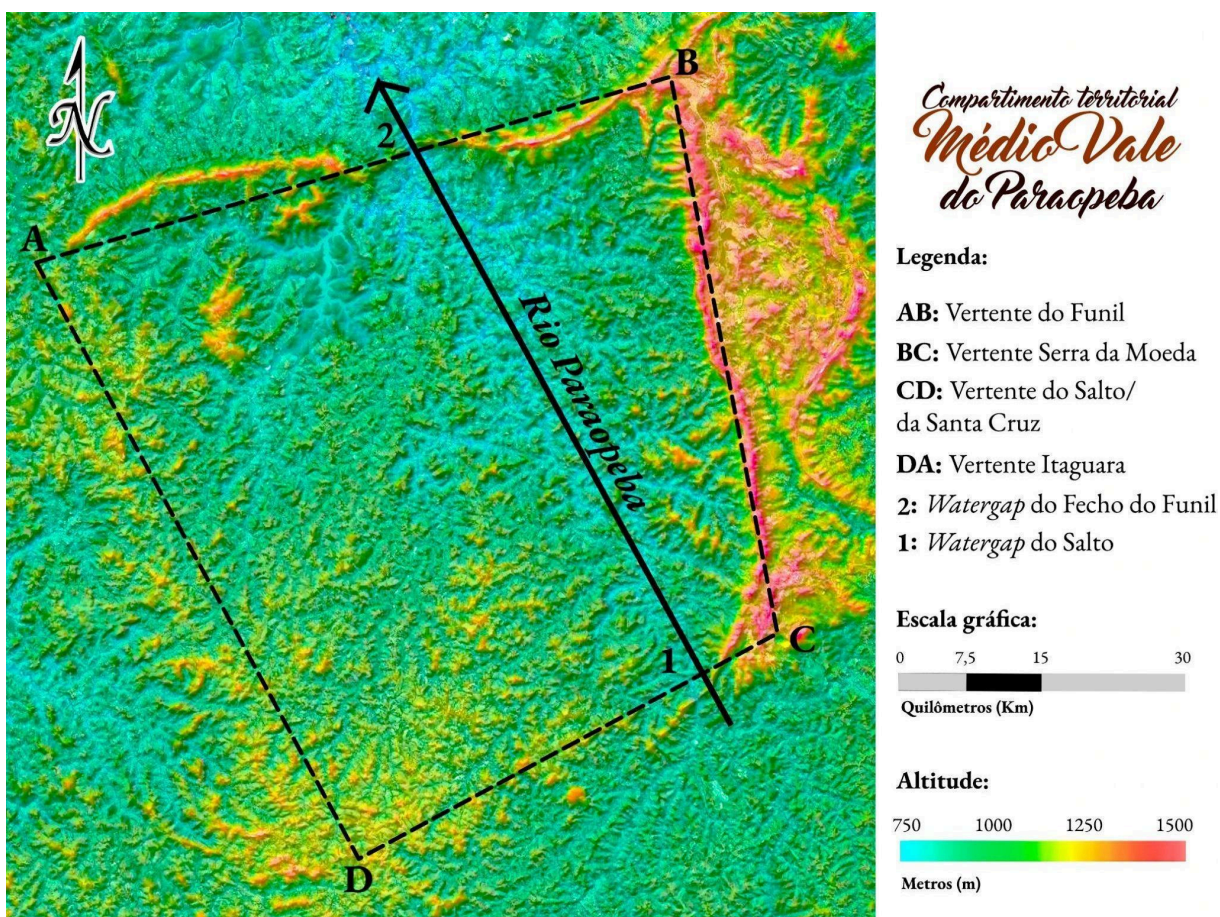 N
A
B
C
D
2
1
Rio Paraopeba
Compartimento territorial
Médio Vale
do Paraopeba
Legenda:
AB: Vertente do Funil
BC: Vertente Serra da Moeda
CD: Vertente do Salto/
da Santa Cruz
DA: Vertente Itaguara
2: Watergap do Fecho do Funil
1: Watergap do Salto
Escala gráfica:
0 7,5 15 30
Quilômetros (Km)
Altitude:
750 1000 1250 1500
Metros (m)